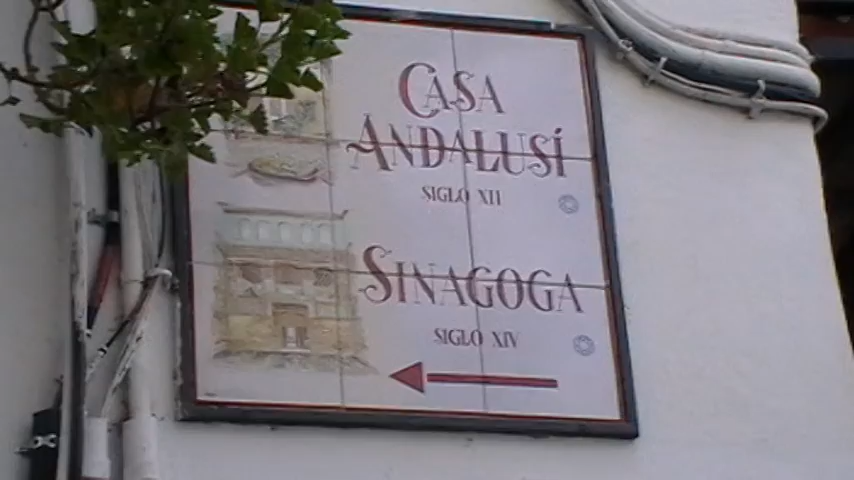 CASA
ANDALUSÍ
SIGLO XII
SINAGOGA
SIGLO XIV